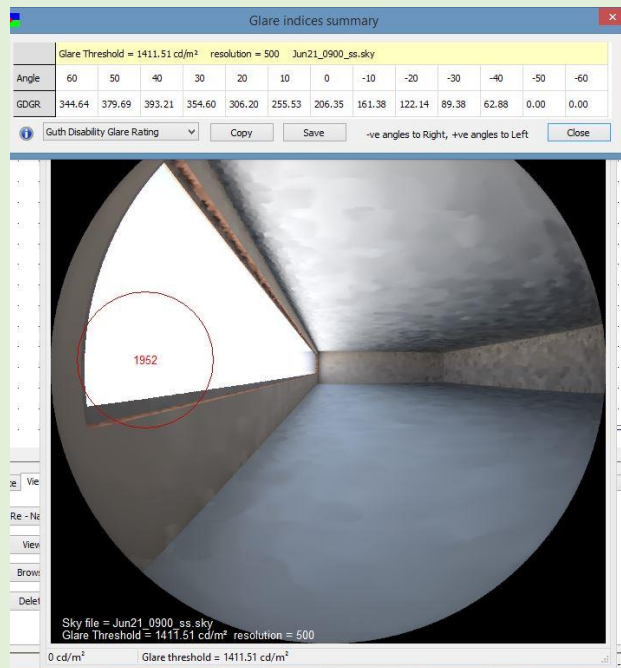 Glare indices summary
Glare Threshold = 1411.51 cd/m² resolution = 500 Jun21_0900_ss.sky
Angle 60 50 40 30 20 10 0 -10 -20 -30 -40 -50 -60
GDGR 344.64 379.69 393.21 354.60 306.20 255.53 206.35 161.38 122.14 89.38 62.88 0.00 0.00
Guth Disability Glare Rating Copy Save -ve angles to Right, +ve angles to Left Close
1952
Vie
Re - Na
View
Brows
Delet
Sky file = Jun21_0900_ss.sky
Glare Threshold = 1411.51 cd/m² resolution = 500
0 cd/m² Glare threshold = 1411.51 cd/m²